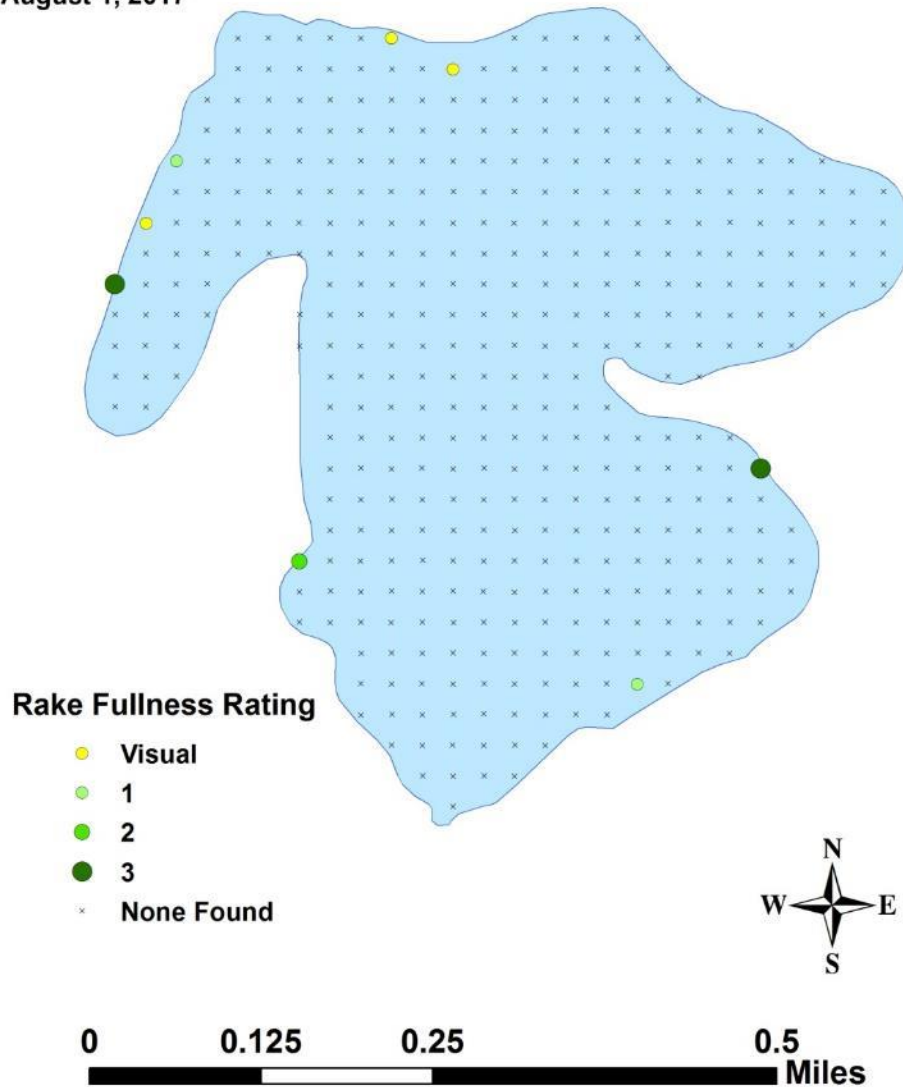 August 1, 2017
Rake Fullness Rating
Visual
1
2
3
None Found
N
W E
S
0 0.125 0.25 0.5
Miles